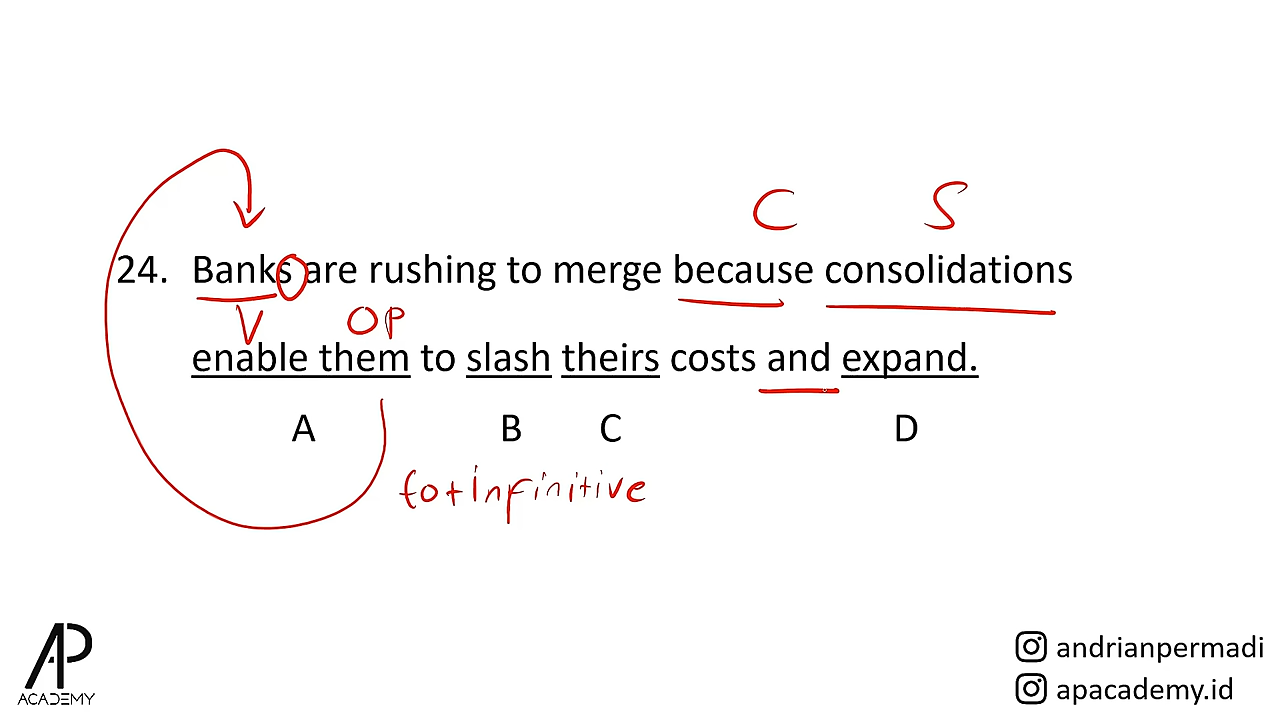 C S
24. Banks are rushing to merge because consolidations
V OP
enable them to slash theirs costs and expand.
A B C D
to+infinitive
AP
ACADEMY
andrianpermadi
apacademy.id